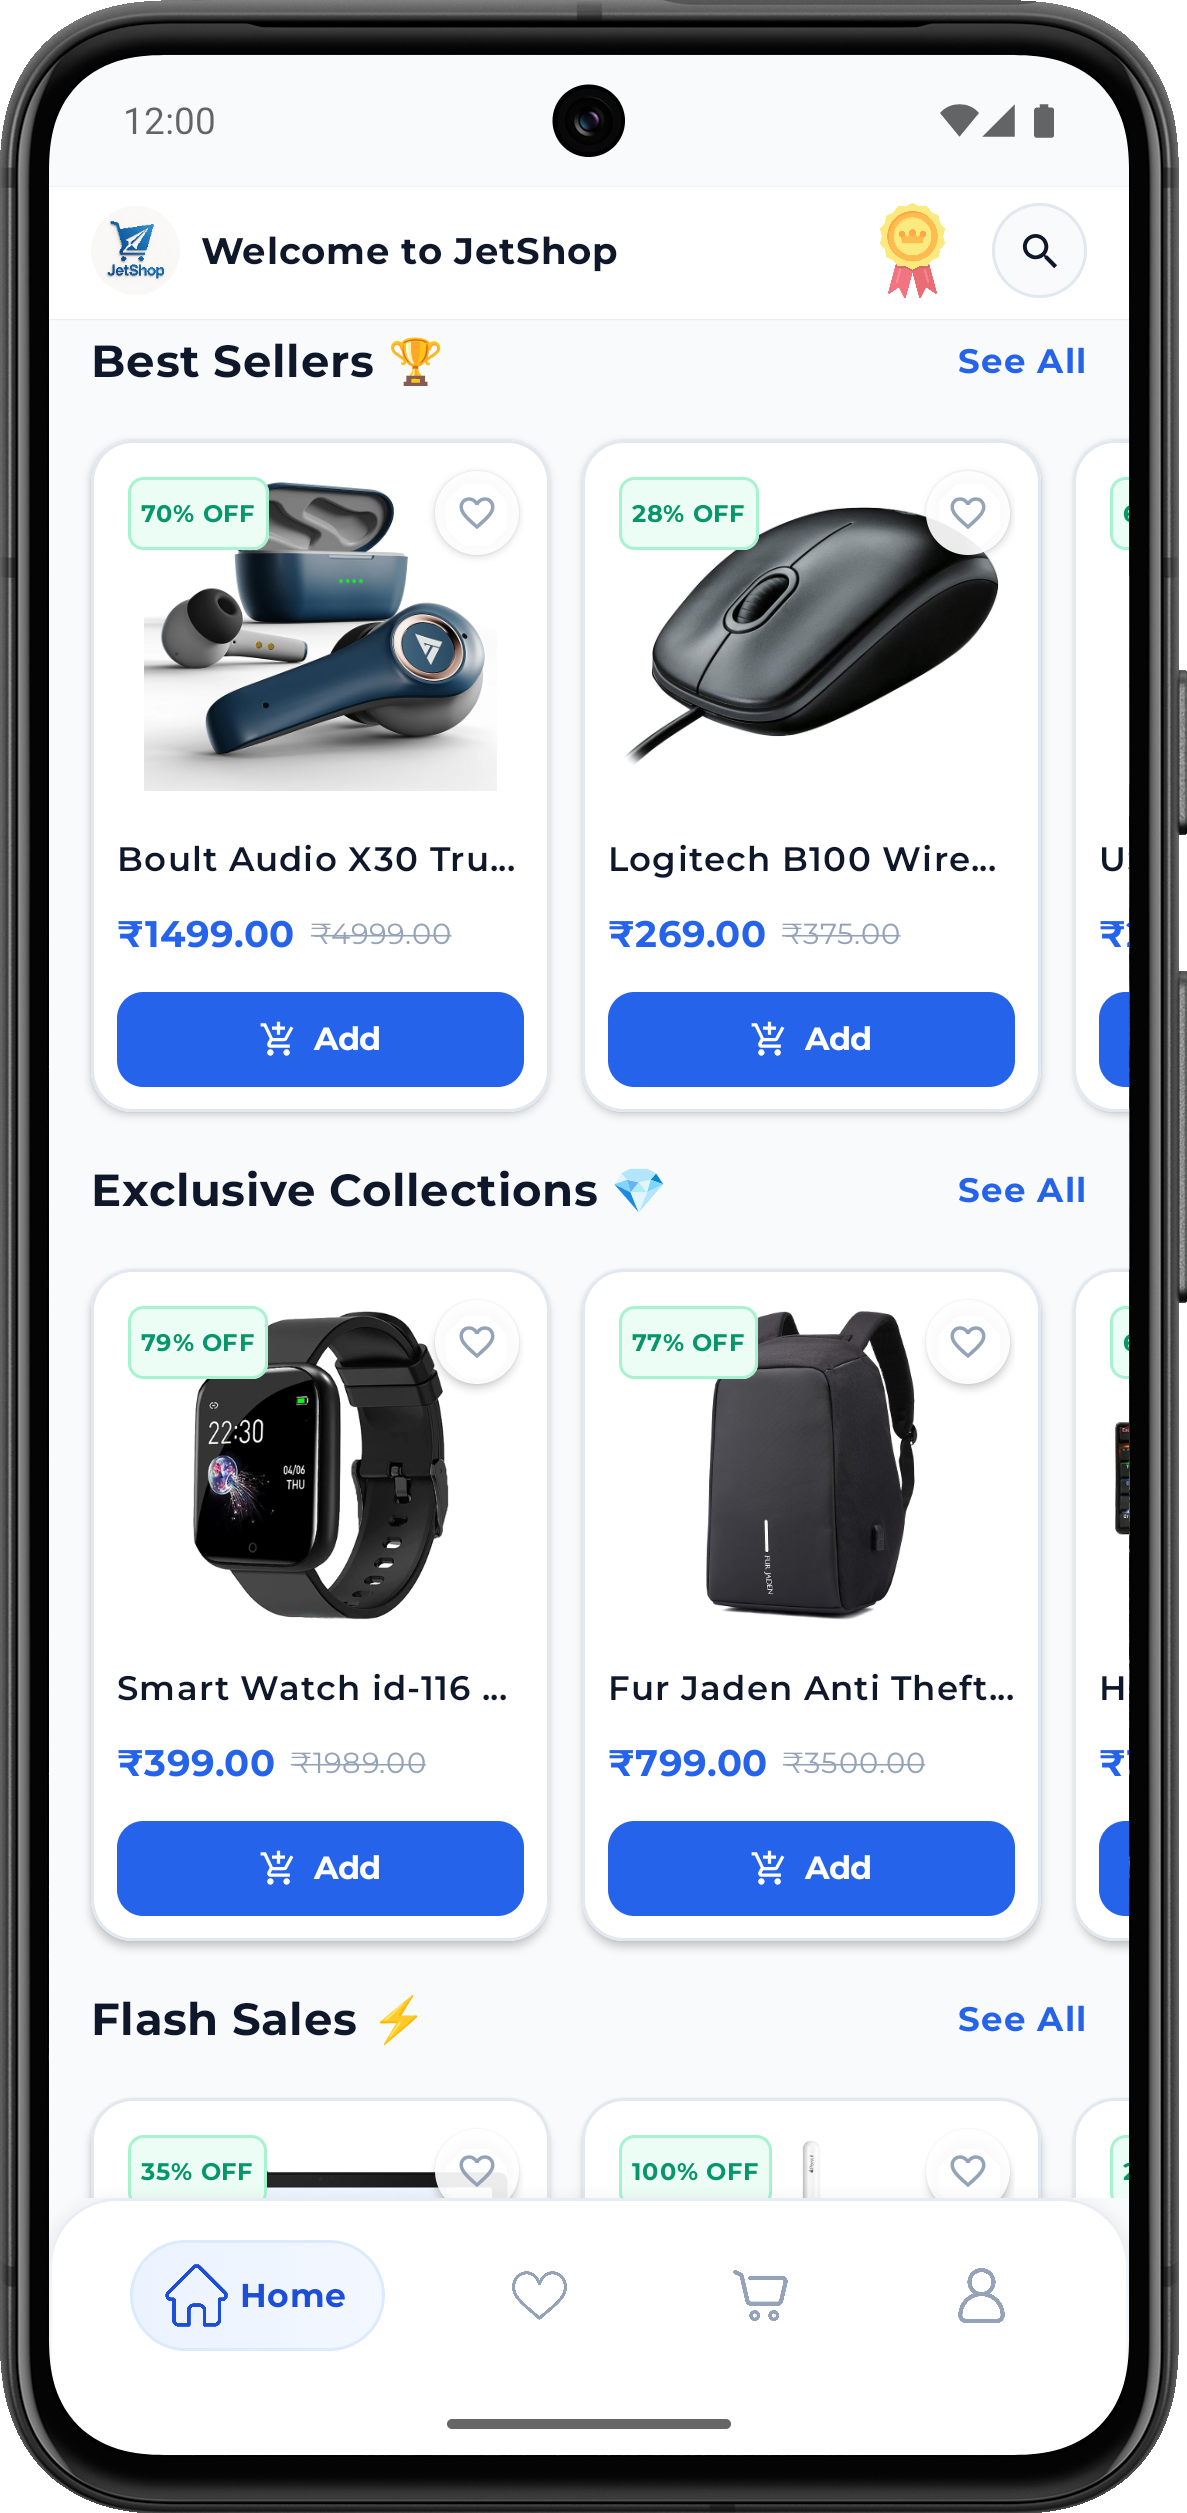 12:00
JetShop
Welcome to JetShop
Best Sellers 🏆
See All
70% OFF
28% OFF
Boult Audio X30 Tru...
Logitech B100 Wire...
U
₹1499.00 ₹4999.00
₹269.00 ₹375.00
₹
Add
Add
Exclusive Collections 💎
See All
79% OFF
77% OFF
22:30
04/06
THU
FUR JADEN
Smart Watch id-116 ...
Fur Jaden Anti Theft...
H
₹399.00 ₹1989.00
₹799.00 ₹3500.00
₹
Add
Add
Flash Sales ⚡
See All
35% OFF
100% OFF
2
Home